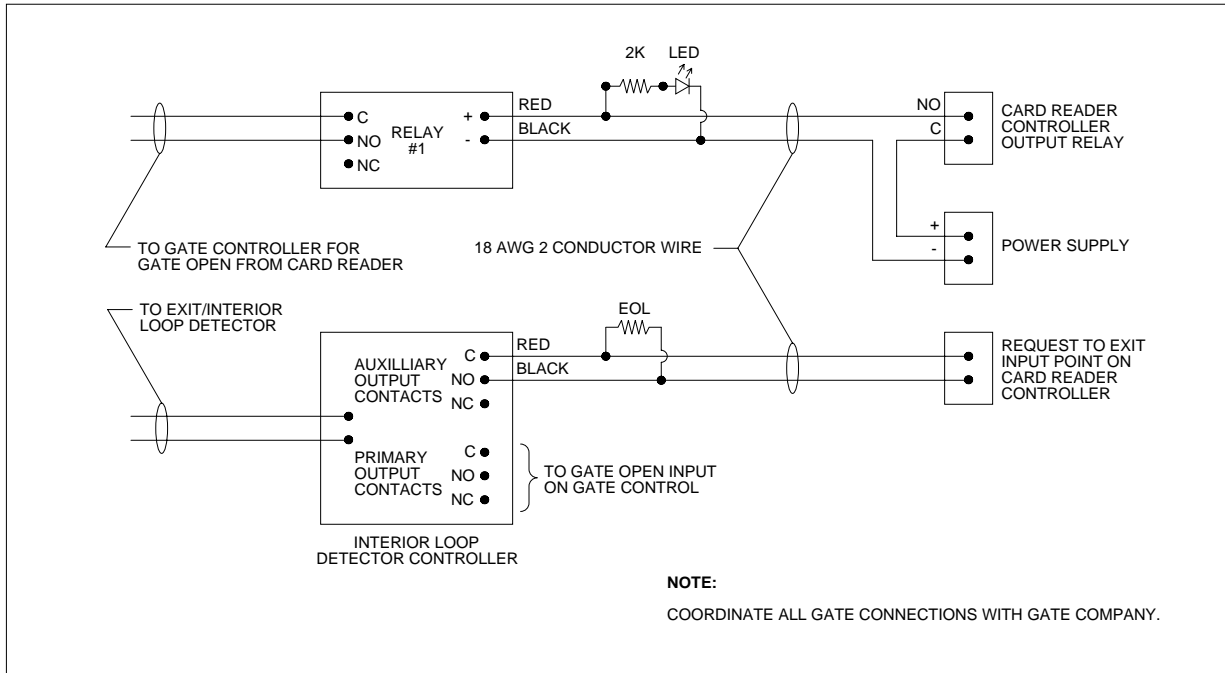 2K LED
RED
BLACK
C
NO
NC
RELAY
#1
+
-
NO
C
CARD READER
CONTROLLER
OUTPUT RELAY
TO GATE CONTROLLER FOR
GATE OPEN FROM CARD READER
18 AWG 2 CONDUCTOR WIRE
+
-
POWER SUPPLY
TO EXIT/INTERIOR
LOOP DETECTOR
EOL
RED
BLACK
AUXILLIARY
OUTPUT
CONTACTS
C
NO
NC
REQUEST TO EXIT
INPUT POINT ON
CARD READER
CONTROLLER
PRIMARY
OUTPUT
CONTACTS
C
NO
NC
TO GATE OPEN INPUT
ON GATE CONTROL
INTERIOR LOOP
DETECTOR CONTROLLER
NOTE:
COORDINATE ALL GATE CONNECTIONS WITH GATE COMPANY.